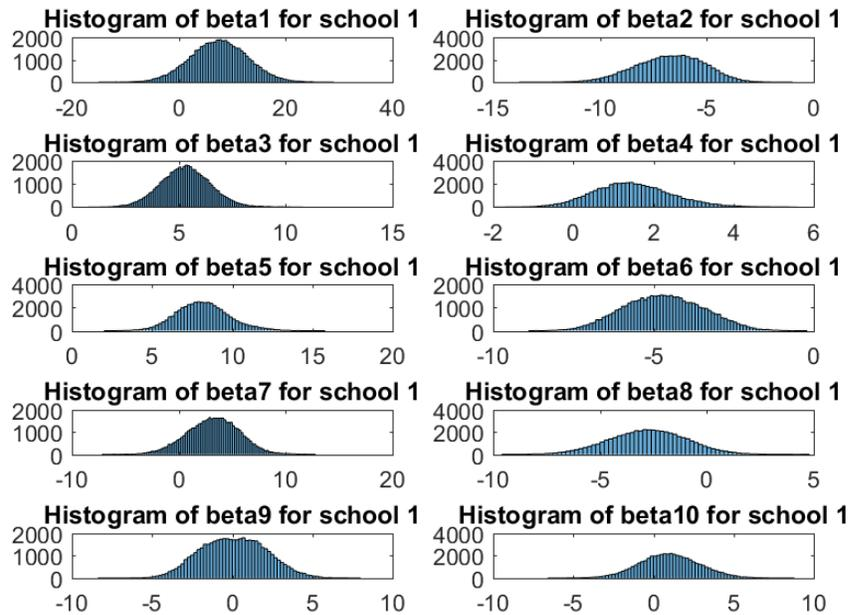 Histogram of beta1 for school 1
2000
1000
0
-20 0 20 40
Histogram of beta2 for school 1
4000
2000
0
-15 -10 -5 0
Histogram of beta3 for school 1
2000
1000
0
0 5 10 15
Histogram of beta4 for school 1
4000
2000
0
-2 0 2 4 6
Histogram of beta5 for school 1
4000
2000
0
0 5 10 15 20
Histogram of beta6 for school 1
2000
1000
0
-10 -5 0
Histogram of beta7 for school 1
2000
1000
0
-10 0 10 20
Histogram of beta8 for school 1
4000
2000
0
-5 0 5
Histogram of beta9 for school 1
2000
1000
0
-10 -5 0 5 10
Histogram of beta10 for school 1
4000
2000
0
-10 -5 0 5 10